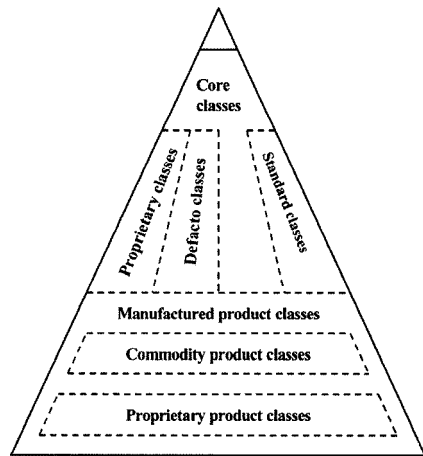 Core
classes
Proprietary classes
Defacto classes
Standard classes
Manufactured product classes
Commodity product classes
Proprietary product classes